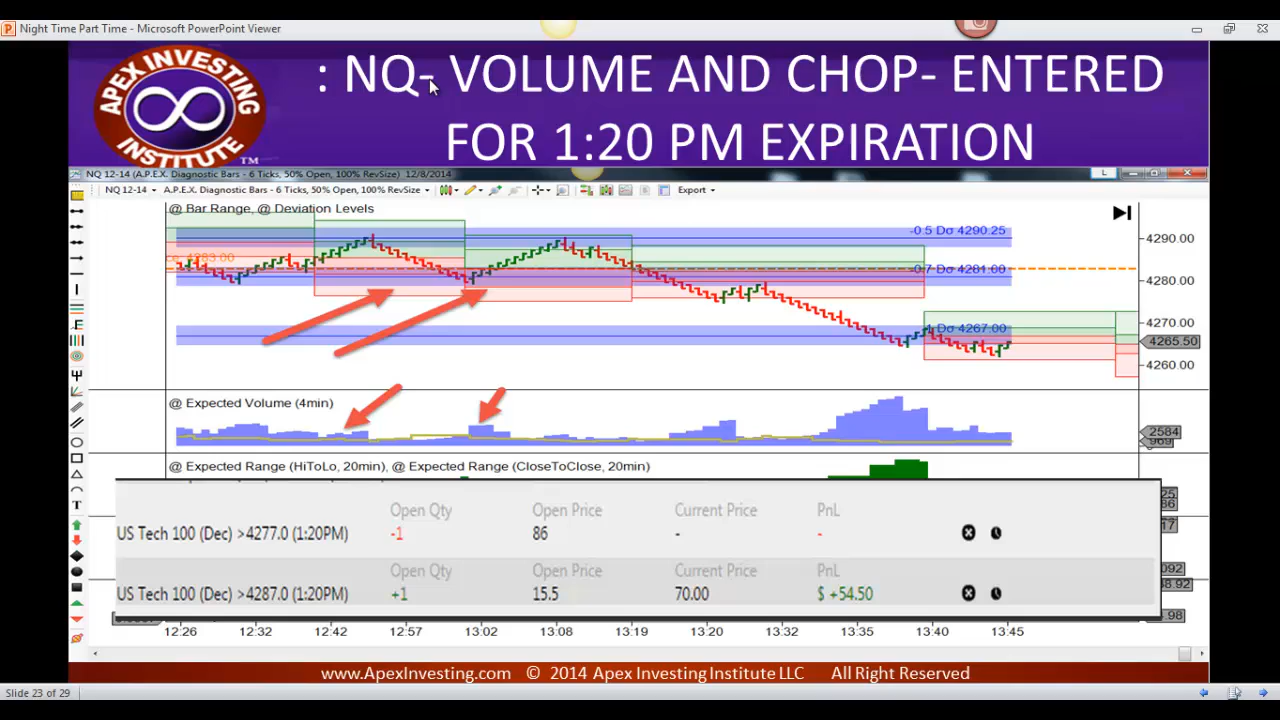 Night Time Part Time - Microsoft PowerPoint Viewer
APEX INVESTING
INSTITUTE
TM
: NQ- VOLUME AND CHOP- ENTERED
FOR 1:20 PM EXPIRATION
NQ 12-14 (A.P.E.X. Diagnostic Bars - 6 Ticks, 50% Open, 100% RevSize) 12/8/2014
L
NQ 12-14
A.P.E.X. Diagnostic Bars - 6 Ticks, 50% Open, 100% RevSize
Export
@ Bar Range, @ Deviation Levels
-0.5 Dσ 4290.25
4290.00
4283.00
-0.7 Dσ 4281.00
4280.00
4270.00
1 Dσ 4267.00
4265.50
4260.00
@ Expected Volume (4min)
2584
969
@ Expected Range (HiToLo, 20min), @ Expected Range (CloseToClose, 20min)
Open Qty Open Price Current Price PnL
US Tech 100 (Dec) >4277.0 (1:20PM) -1 86 - -
Open Qty Open Price Current Price PnL
US Tech 100 (Dec) >4287.0 (1:20PM) +1 15.5 70.00 $ +54.50
12:26 12:32 12:42 12:57 13:02 13:08 13:19 13:20 13:32 13:35 13:40 13:45
www.ApexInvesting.com © 2014 Apex Investing Institute LLC All Right Reserved
Slide 23 of 29